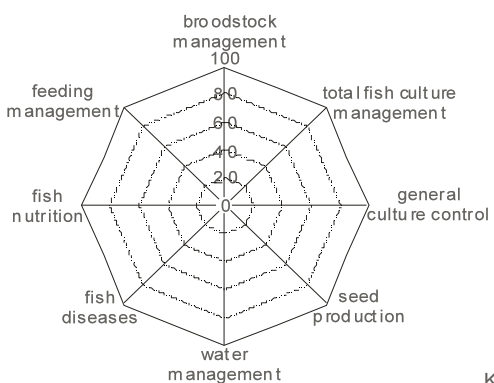 broodstock
management
100
total fish culture
management
feeding
management
80
60
40
20
0
fish
nutrition
general
culture control
fish
diseases
seed
production
water
management
K